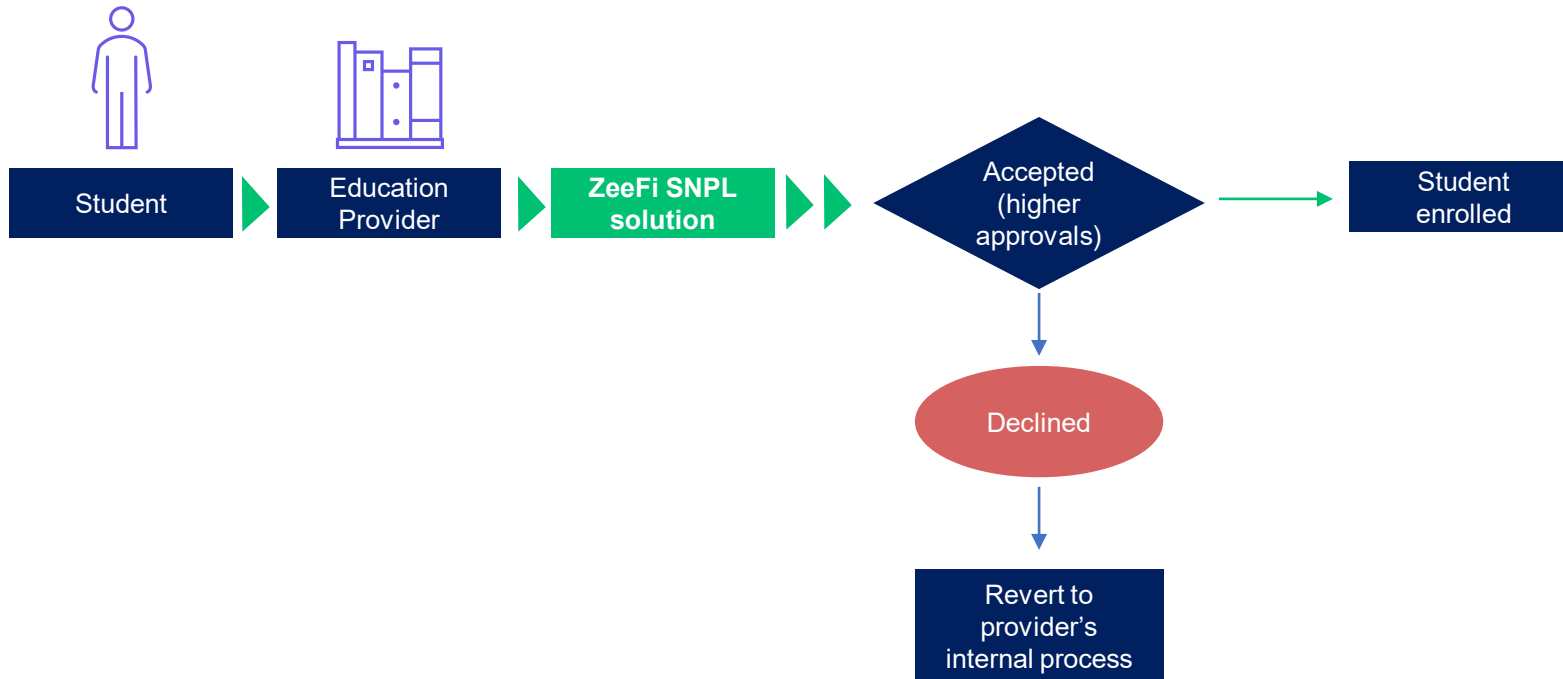 Student
Education
Provider
ZeeFi SNPL
solution
Accepted
(higher
approvals)
Student
enrolled
Declined
Revert to
provider’s
internal process